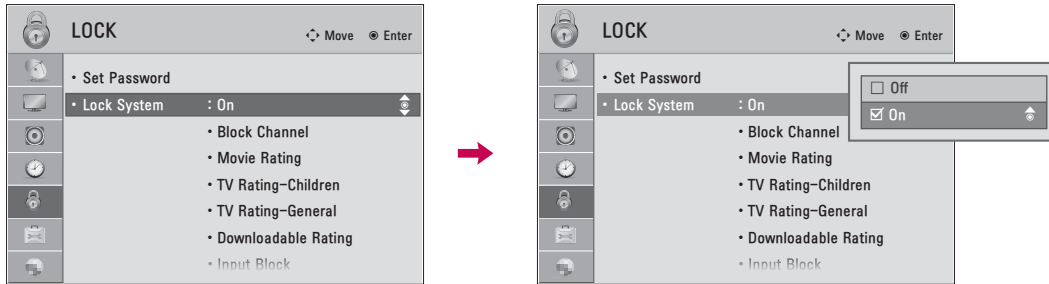 LOCK
Move Enter
• Set Password
• Lock System : On
• Block Channel
• Movie Rating
• TV Rating-Children
• TV Rating-General
• Downloadable Rating
• Input Block
LOCK
Move Enter
• Set Password
• Lock System : On
• Block Channel
• Movie Rating
• TV Rating-Children
• TV Rating-General
• Downloadable Rating
• Input Block
Off
On